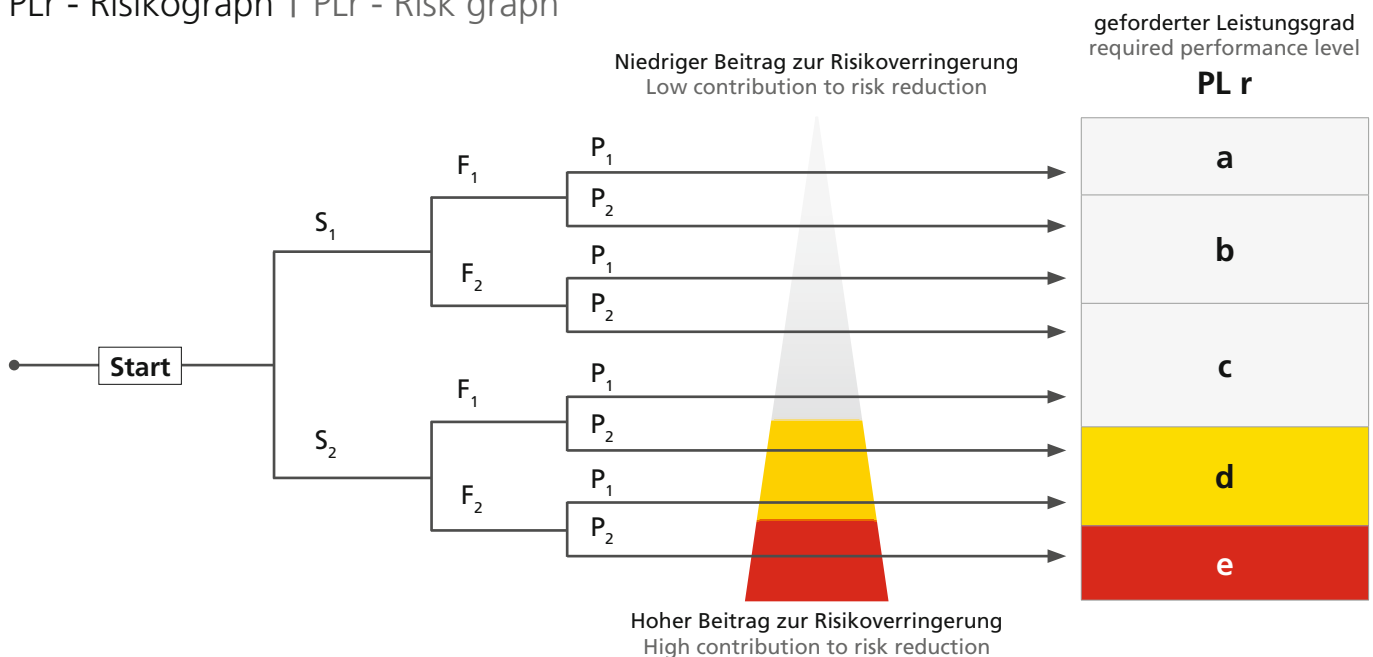 PLr - Risikograph | PLr - Risk graph
geforderter Leistungsgrad
required performance level
PL r
Niedriger Beitrag zur Risikoverringerung
Low contribution to risk reduction
Start
S1
F1
P1
a
P2
b
F2
P1
P2
c
S2
F1
P1
P2
d
F2
P1
P2
e
Hoher Beitrag zur Risikoverringerung
High contribution to risk reduction